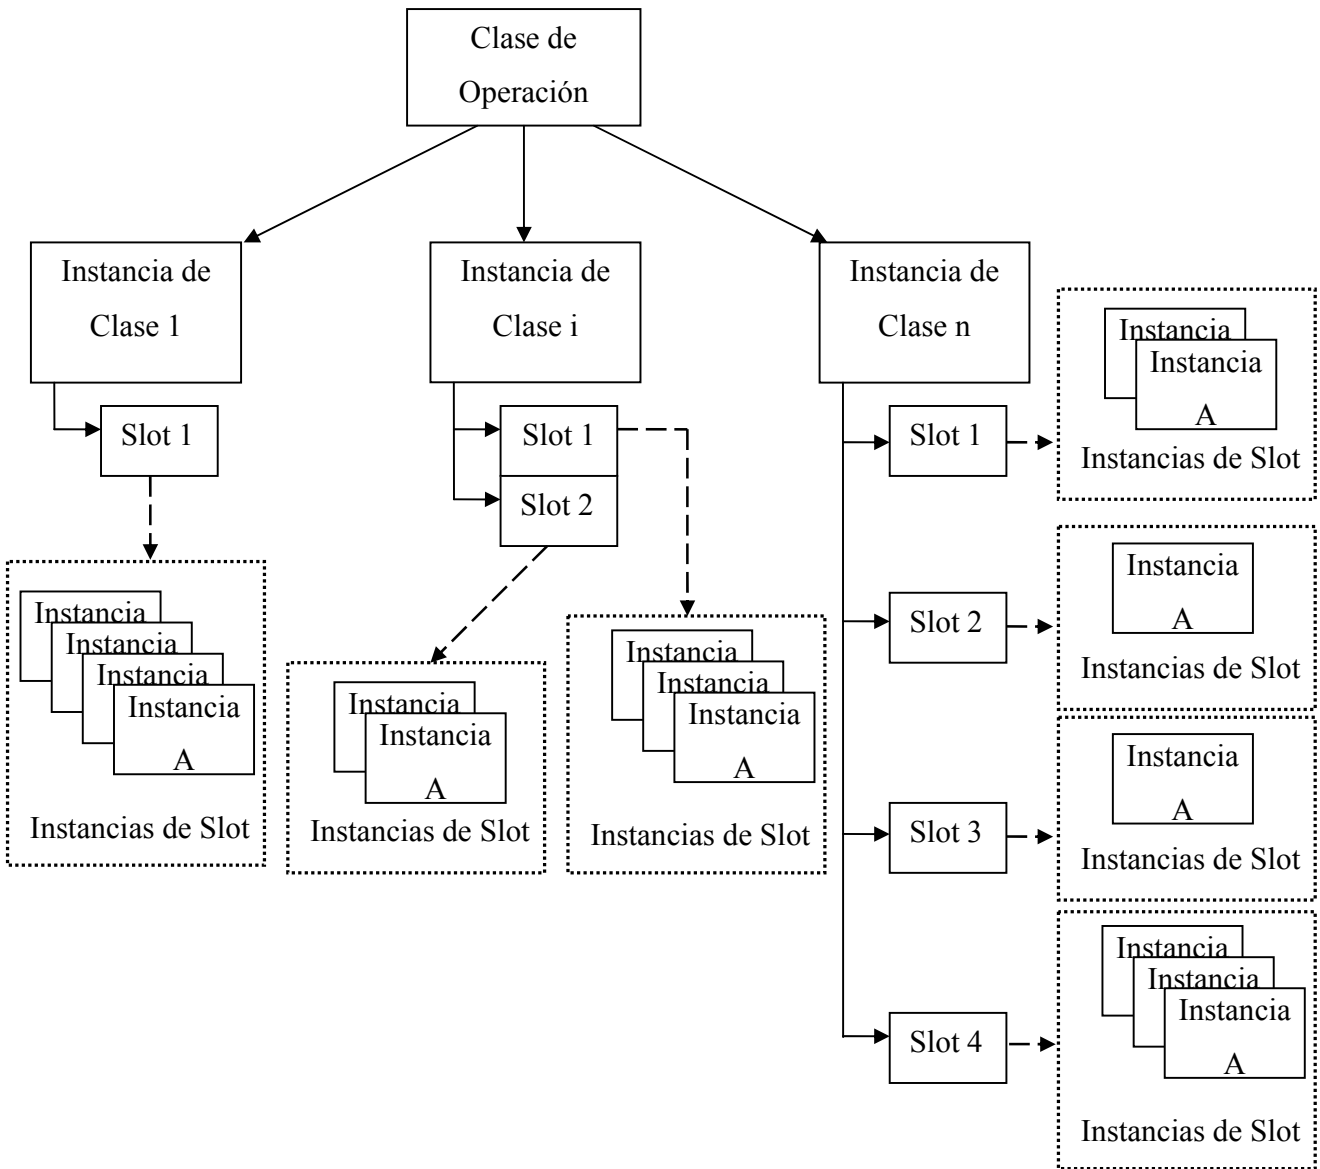 Clase de
Operación
Instancia de
Clase 1
Instancia de
Clase i
Instancia de
Clase n
Slot 1
Instancia
Instancia
Instancia
Instancia
A
Instancias de Slot
Slot 1
Slot 2
Instancia
Instancia
A
Instancias de Slot
Instancia
Instancia
Instancia
A
Instancias de Slot
Slot 1
Instancia
Instancia
A
Instancias de Slot
Slot 2
Instancia
A
Instancias de Slot
Slot 3
Instancia
A
Instancias de Slot
Slot 4
Instancia
Instancia
Instancia
A
Instancias de Slot